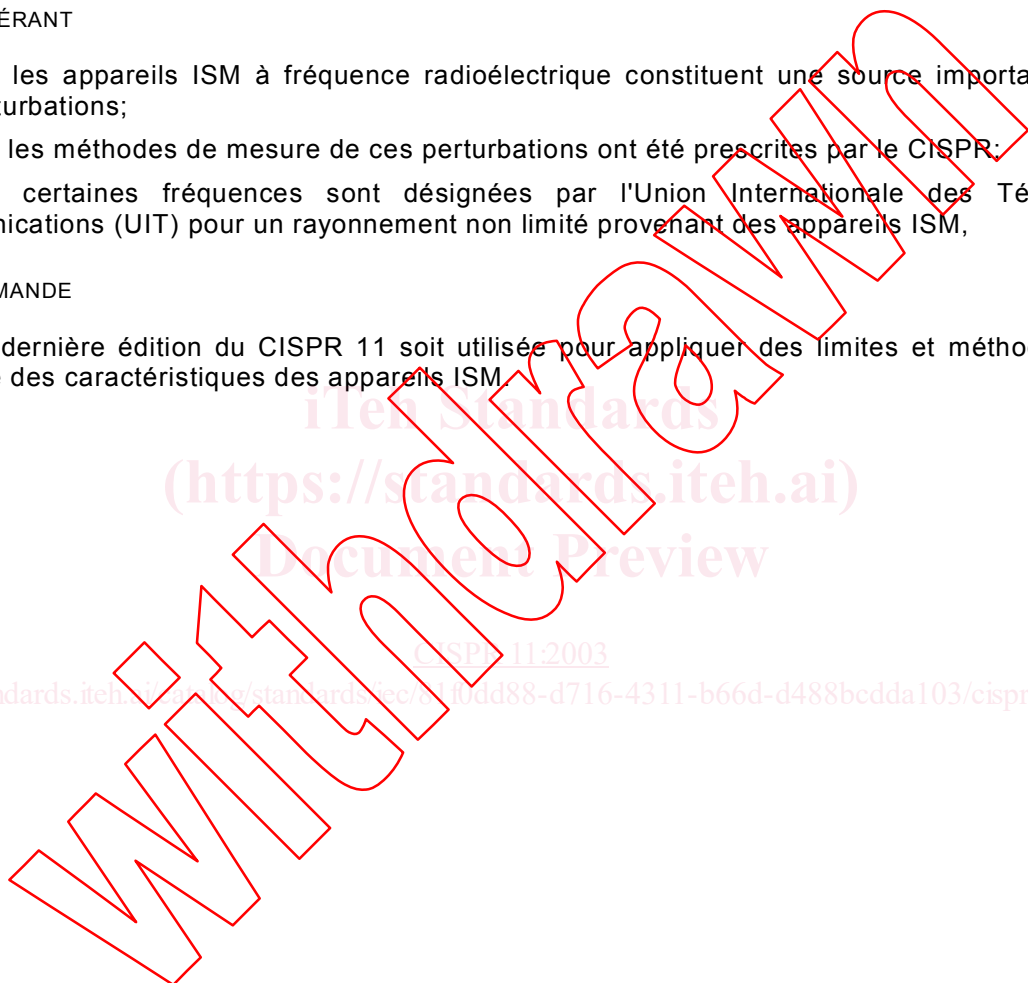 ÉRANT
les appareils ISM à fréquence radioélectrique constituent une source importa
turbations;
les méthodes de mesure de ces perturbations ont été prescrites par le CISPR;
certaines fréquences sont désignées par l'Union Internationale des Té
nications (UIT) pour un rayonnement non limité provenant des appareils ISM,
MANDE
dernière édition du CISPR 11 soit utilisée pour appliquer des limites et métho
des caractéristiques des appareils ISM.
iTeh Standards
(https://standards.iteh.ai)
Document Preview
CISPR 11:2003
ndards.iteh.ai/catalog/standards/iec/81f0dd88-d716-4311-b66d-d488bcdda103/cispr
withdrawn